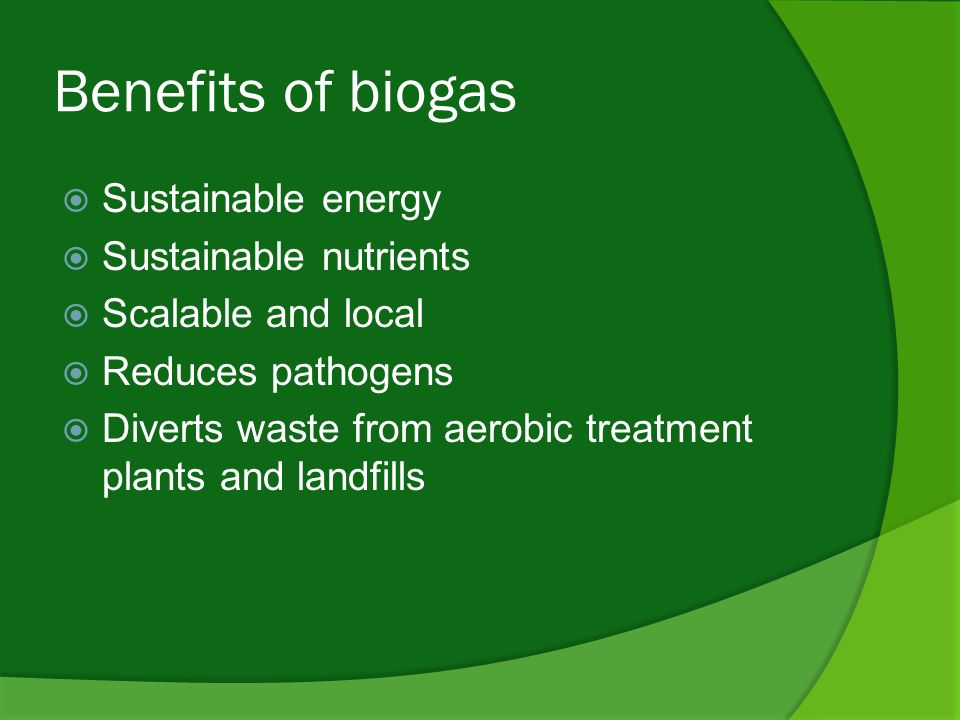 Benefits of biogas
Sustainable energy
Sustainable nutrients
Scalable and local
Reduces pathogens
Diverts waste from aerobic treatment
plants and landfills